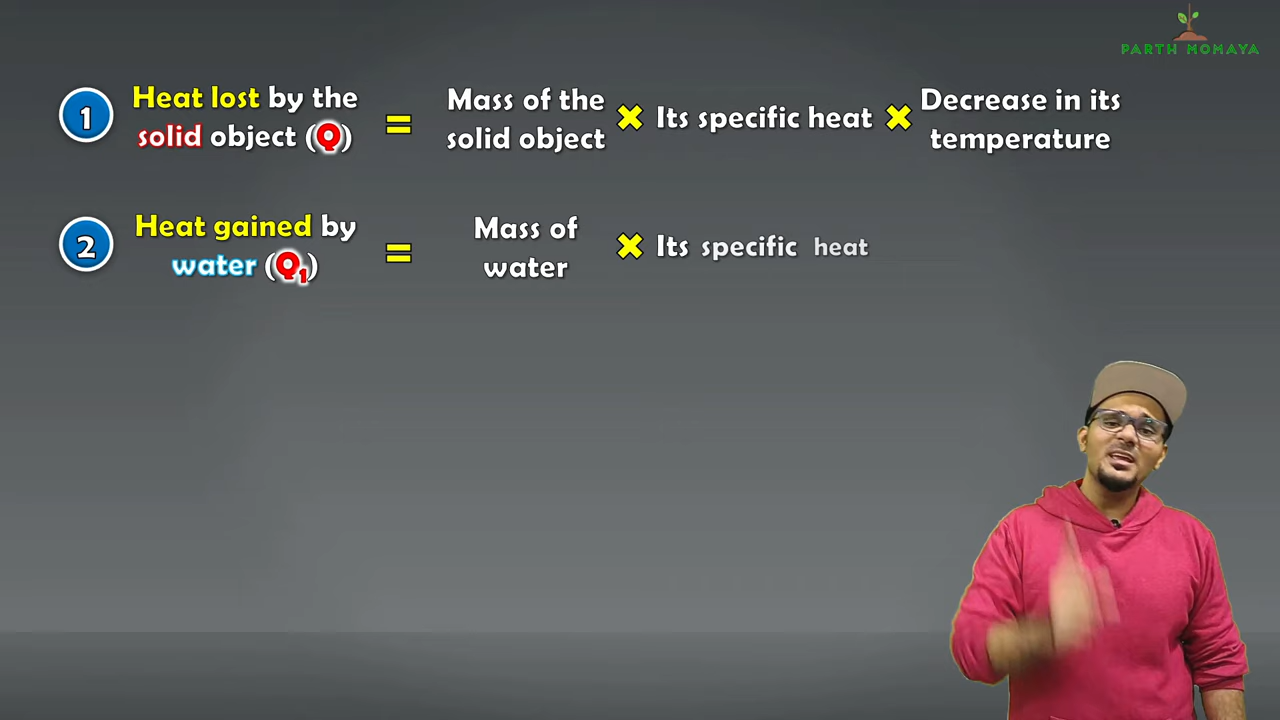 PARTH MOMAYA
1 Heat lost by the
solid object (Q) = Mass of the
solid object × Its specific heat × Decrease in its
temperature
2 Heat gained by
water (Q1) = Mass of
water × Its specific heat